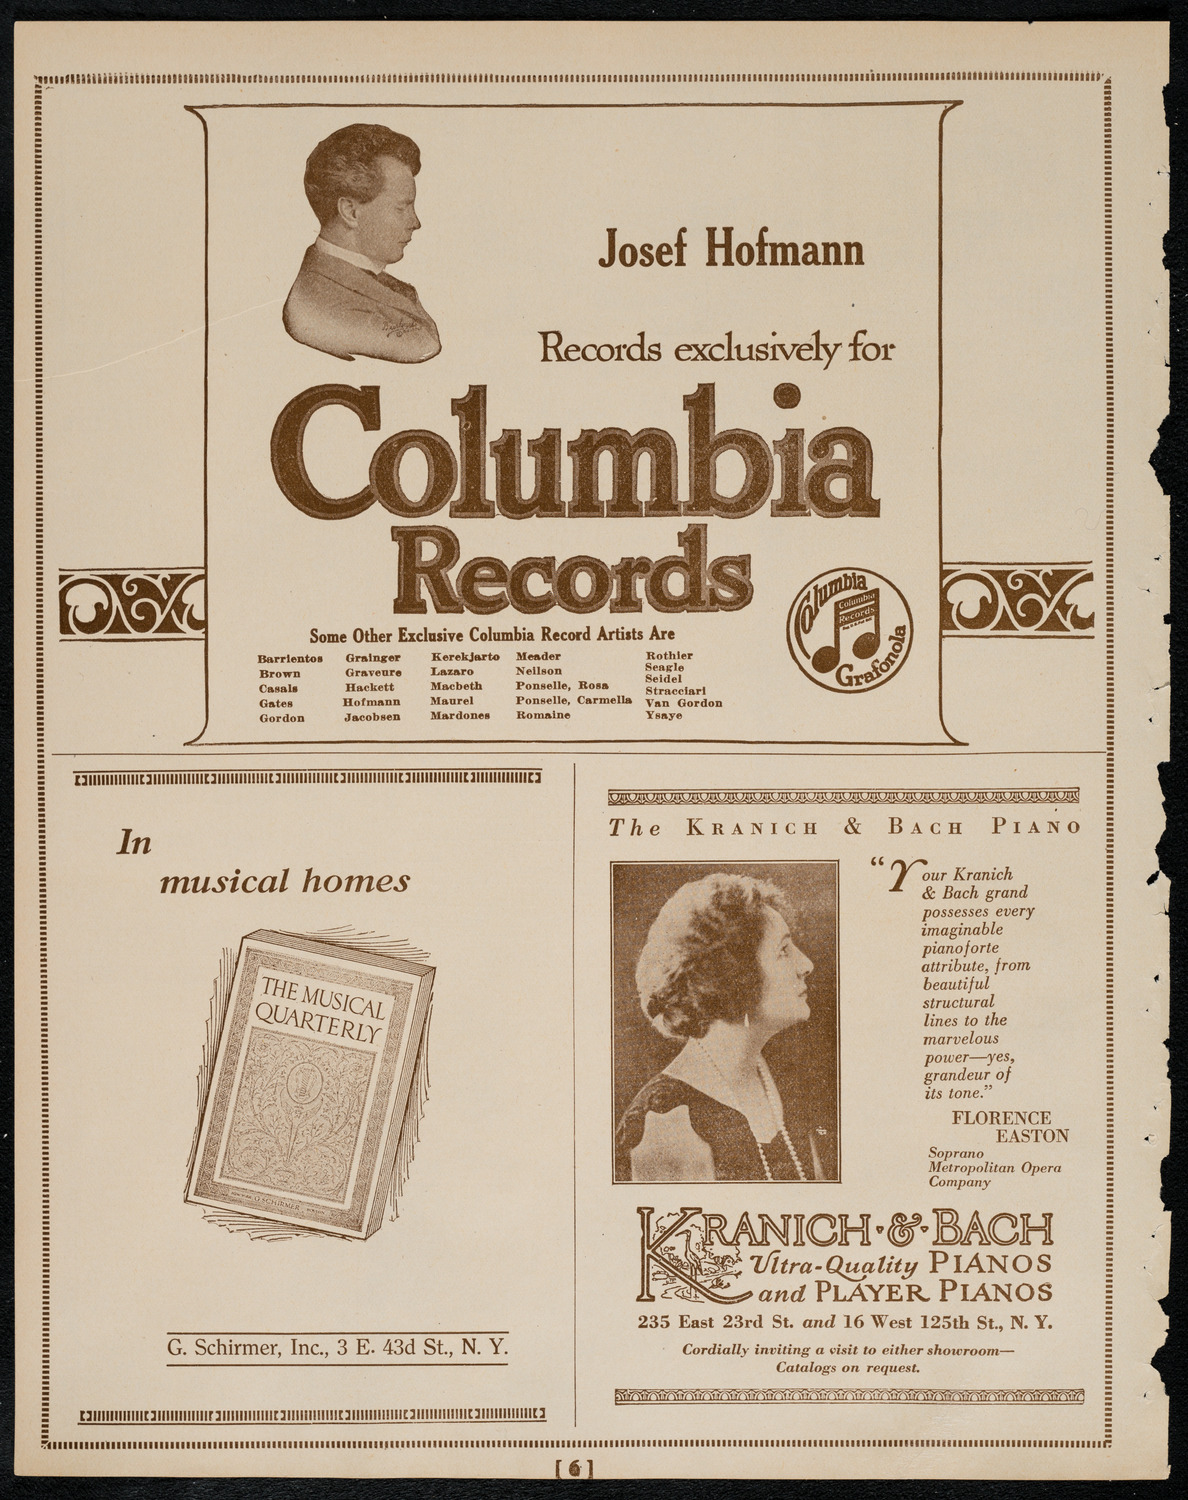 Josef Hofmann
Records exclusively for
Columbia
Records
Columbia
Columbia
Records
Grafonola
Some Other Exclusive Columbia Record Artists Are
Barrientos
Brown
Casals
Gates
Gordon
Grainger
Graveure
Hackett
Hofmann
Jacobsen
Kerekjarto
Lazaro
Macbeth
Maurel
Mardones
Meader
Neilson
Ponselle, Rosa
Ponselle, Carmella
Romaine
Rothier
Seagle
Seidel
Stracciari
Van Gordon
Ysaye
In
musical homes
THE MUSICAL
QUARTERLY
G. SCHIRMER
G. Schirmer, Inc., 3 E. 43d St., N. Y.
The KRANICH & BACH PIANO
"Your Kranich
& Bach grand
possesses every
imaginable
pianoforte
attribute, from
beautiful
structural
lines to the
marvelous
power—yes,
grandeur of
its tone."
FLORENCE
EASTON
Soprano
Metropolitan Opera
Company
KRANICH·&·BACH
Ultra-Quality PIANOS
and PLAYER PIANOS
235 East 23rd St. and 16 West 125th St., N. Y.
Cordially inviting a visit to either showroom—
Catalogs on request.
[ 6 ]